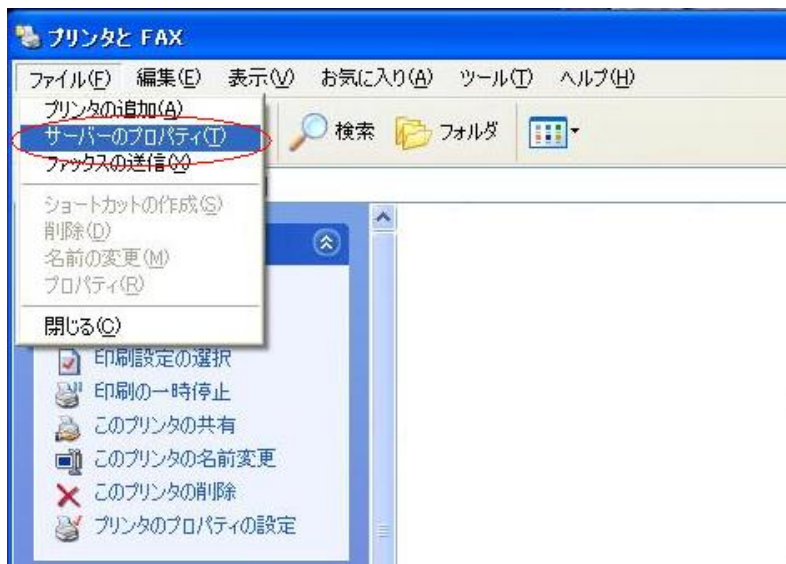 プリンタと FAX
ファイル(F) 編集(E) 表示(V) お気に入り(A) ツール(T) ヘルプ(H)
プリンタの追加(A)
サーバーのプロパティ(T)
ファックスの送信(X)
検索 フォルダ
ショートカットの作成(S)
削除(D)
名前の変更(M)
プロパティ(R)
閉じる(C)
印刷設定の選択
印刷の一時停止
このプリンタの共有
このプリンタの名前変更
このプリンタの削除
プリンタのプロパティの設定